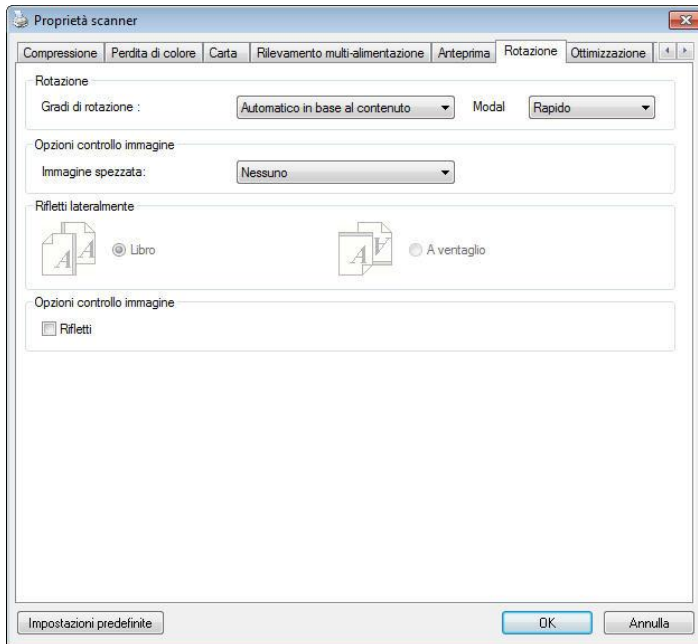 Proprietà scanner
Compressione Perdita di colore Carta Rilevamento multi-alimentazione Anteprima Rotazione Ottimizzazione
Rotazione
Gradi di rotazione : Automatico in base al contenuto Modal Rapido
Opzioni controllo immagine
Immagine spezzata: Nessuno
Rifletti lateralmente
A A Libro A A A ventaglio
Opzioni controllo immagine
Rifletti
Impostazioni predefinite OK Annulla